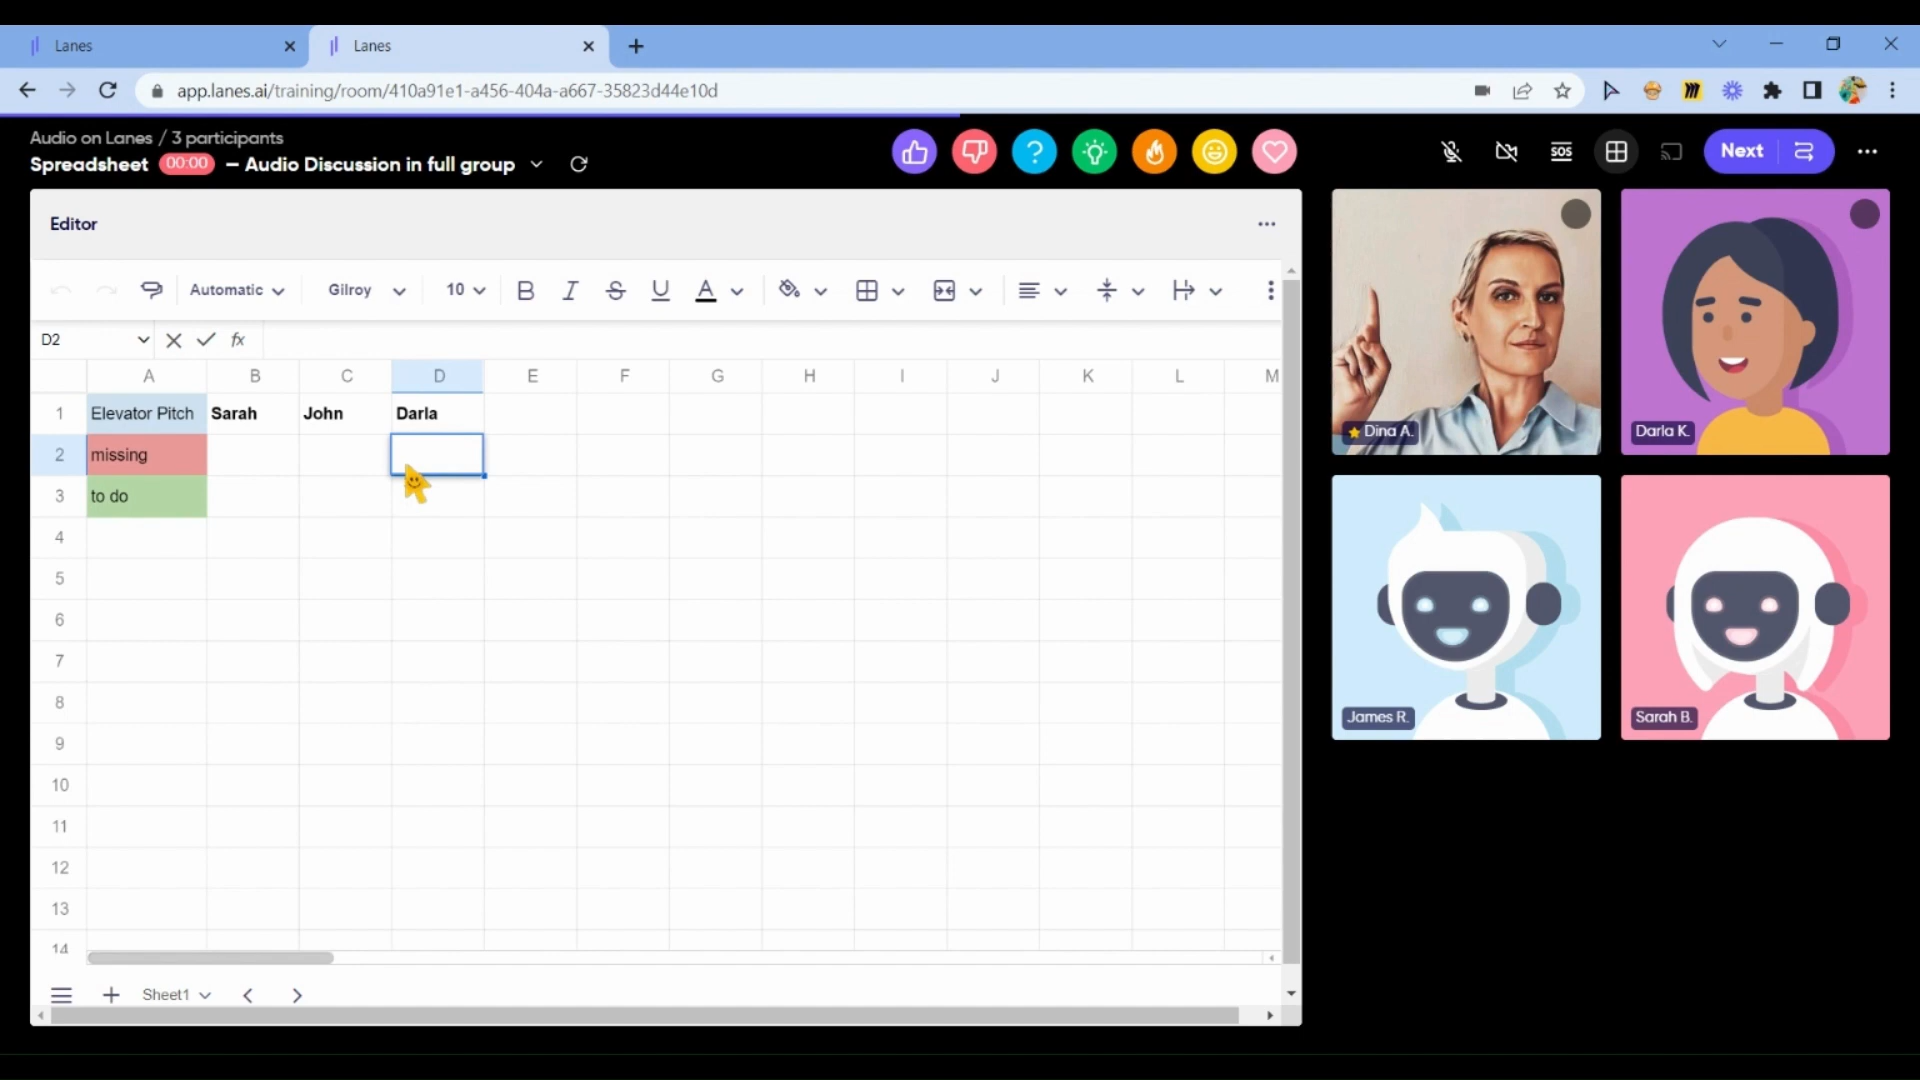 Lanes
Lanes
app.lanes.ai/training/room/410a91e1-a456-404a-a667-35823d44e10d
Audio on Lanes / 3 participants
Spreadsheet 00:00 – Audio Discussion in full group
SOS
Next
Editor
Automatic Gilroy 10 B I S U A
D2 fx
A B C D E F G H I J K L M
1 Elevator Pitch Sarah John Darla
2 missing
3 to do
4
5
6
7
8
9
10
11
12
13
14
Sheet1
Dina A.
Darla K.
James R.
Sarah B.